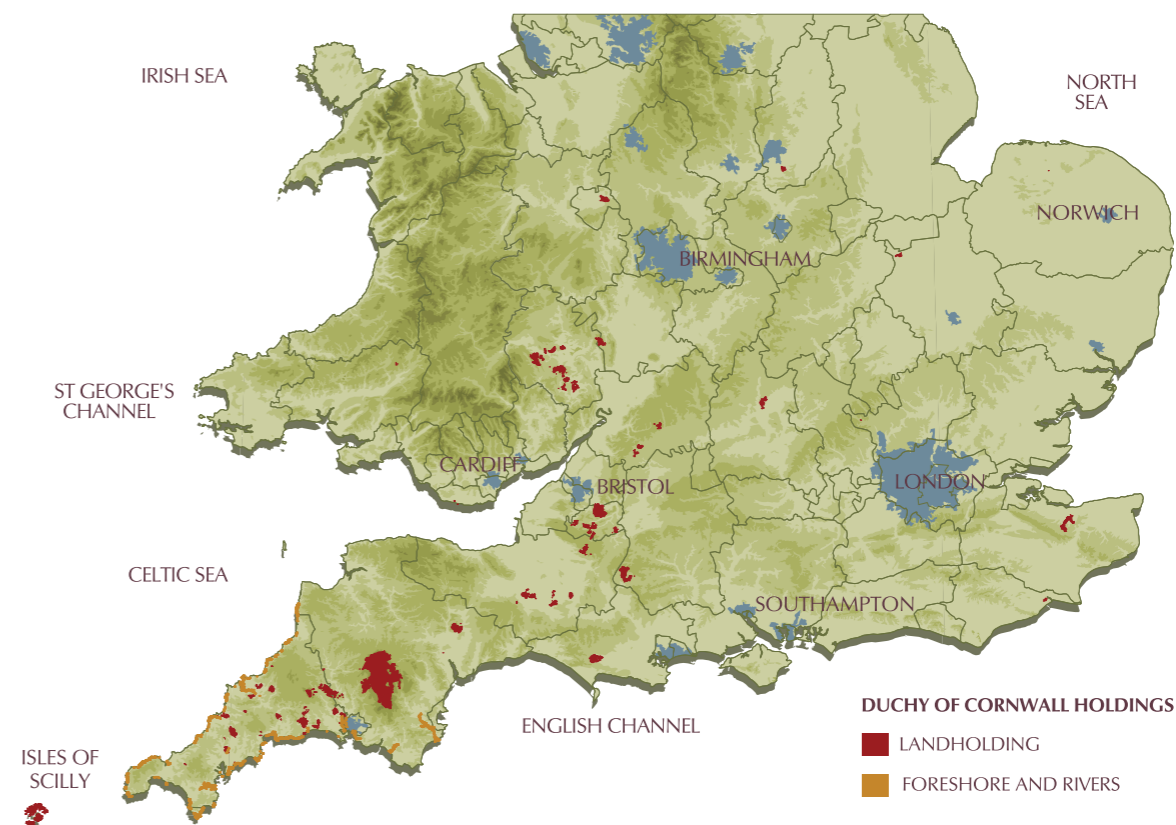 IRISH SEA
NORTH
SEA
NORWICH
BIRMINGHAM
ST GEORGE'S
CHANNEL
CARDIFF
BRISTOL
LONDON
CELTIC SEA
SOUTHAMPTON
ENGLISH CHANNEL
ISLES OF
SCILLY
DUCHY OF CORNWALL HOLDINGS
LANDHOLDING
FORESHORE AND RIVERS